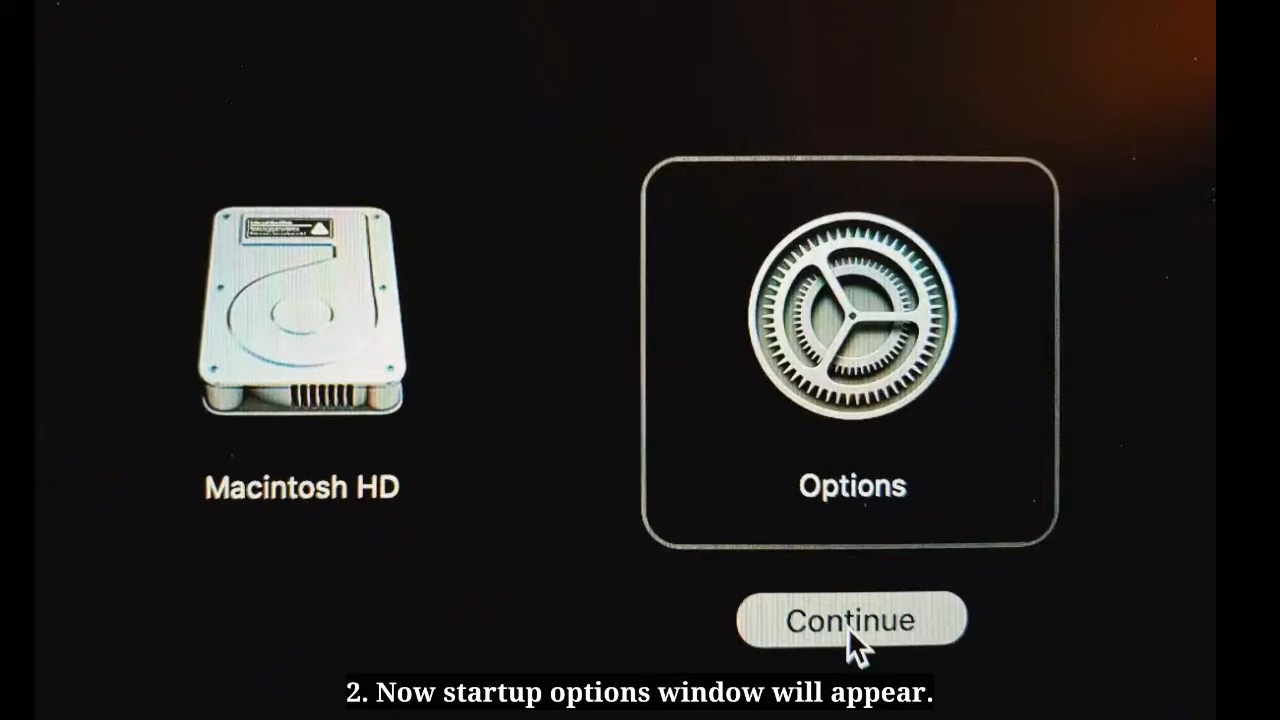 Macintosh HD
Options
Continue
2. Now startup options window will appear.